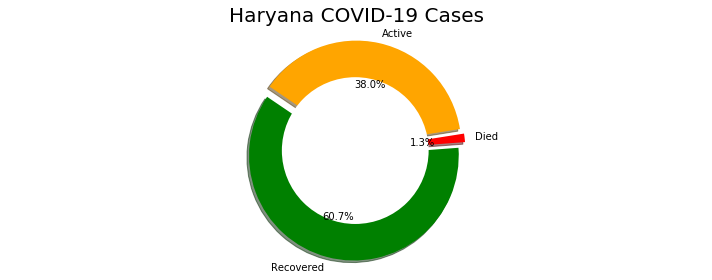 Haryana COVID-19 Cases
Active
38.0%
1.3%
Died
60.7%
Recovered